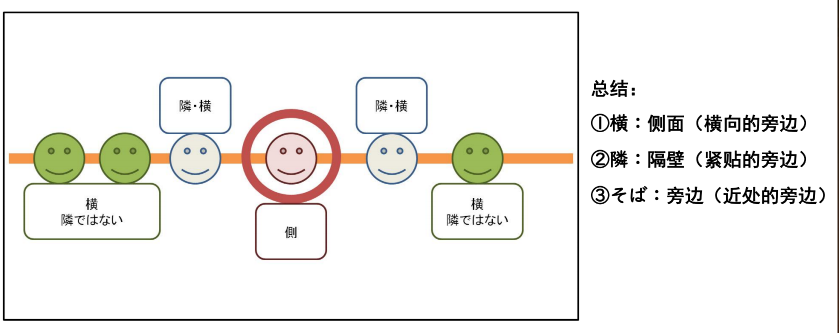 隣・横
隣・横
横
隣ではない
側
横
隣ではない
总结：
①横：侧面（横向的旁边）
②隣：隔壁（紧贴的旁边）
③そば：旁边（近处的旁边）